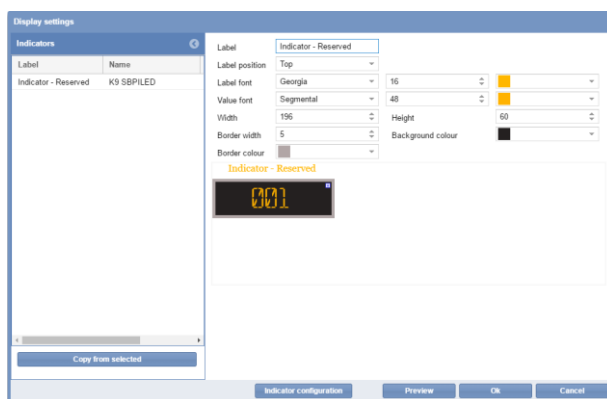 Display settings
Indicators
Label Name
Indicator - Reserved K9 SBPILED
Copy from selected
Label Indicator - Reserved
Label position Top
Label font Georgia 16
Value font Segmental 48
Width 196 Height 60
Border width 5 Background colour
Border colour
Indicator - Reserved
001
Indicator configuration Preview Ok Cancel